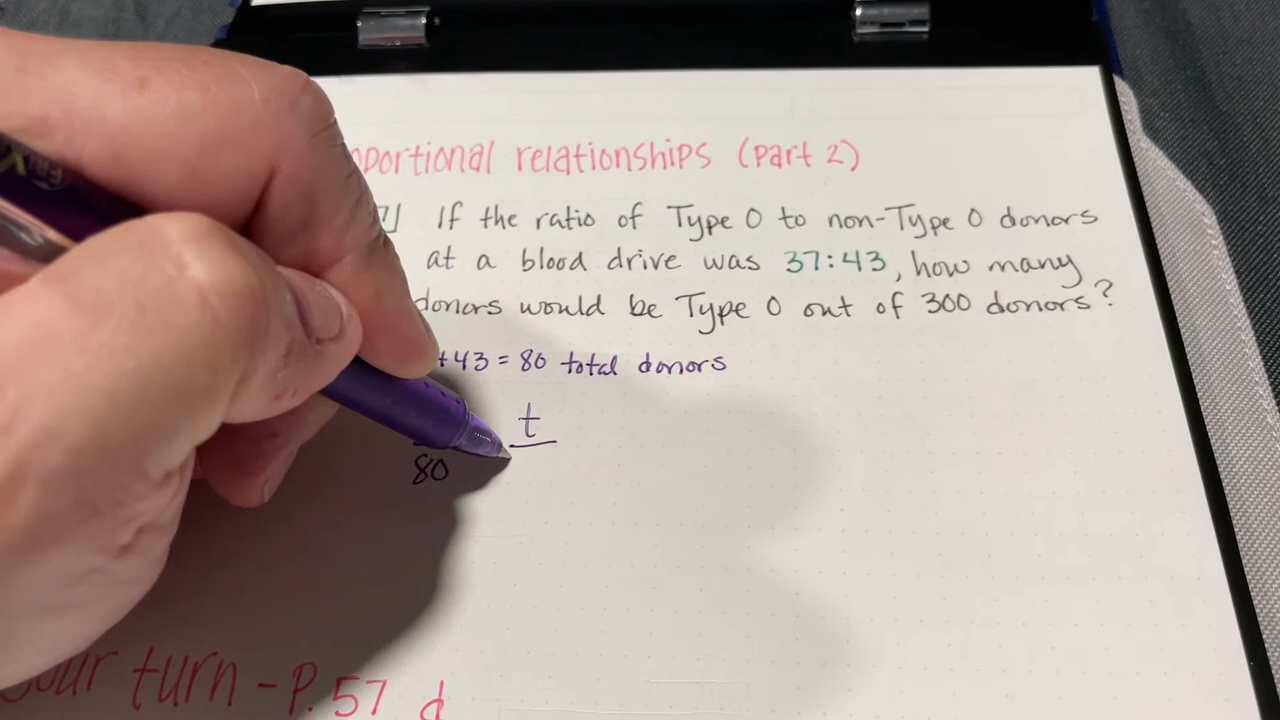 portional relationships (part 2)
If the ratio of Type O to non-Type O donors
at a blood drive was 37:43, how many
donors would be Type O out of 300 donors?
+43 = 80 total donors
t
80
our turn - P. 57 d